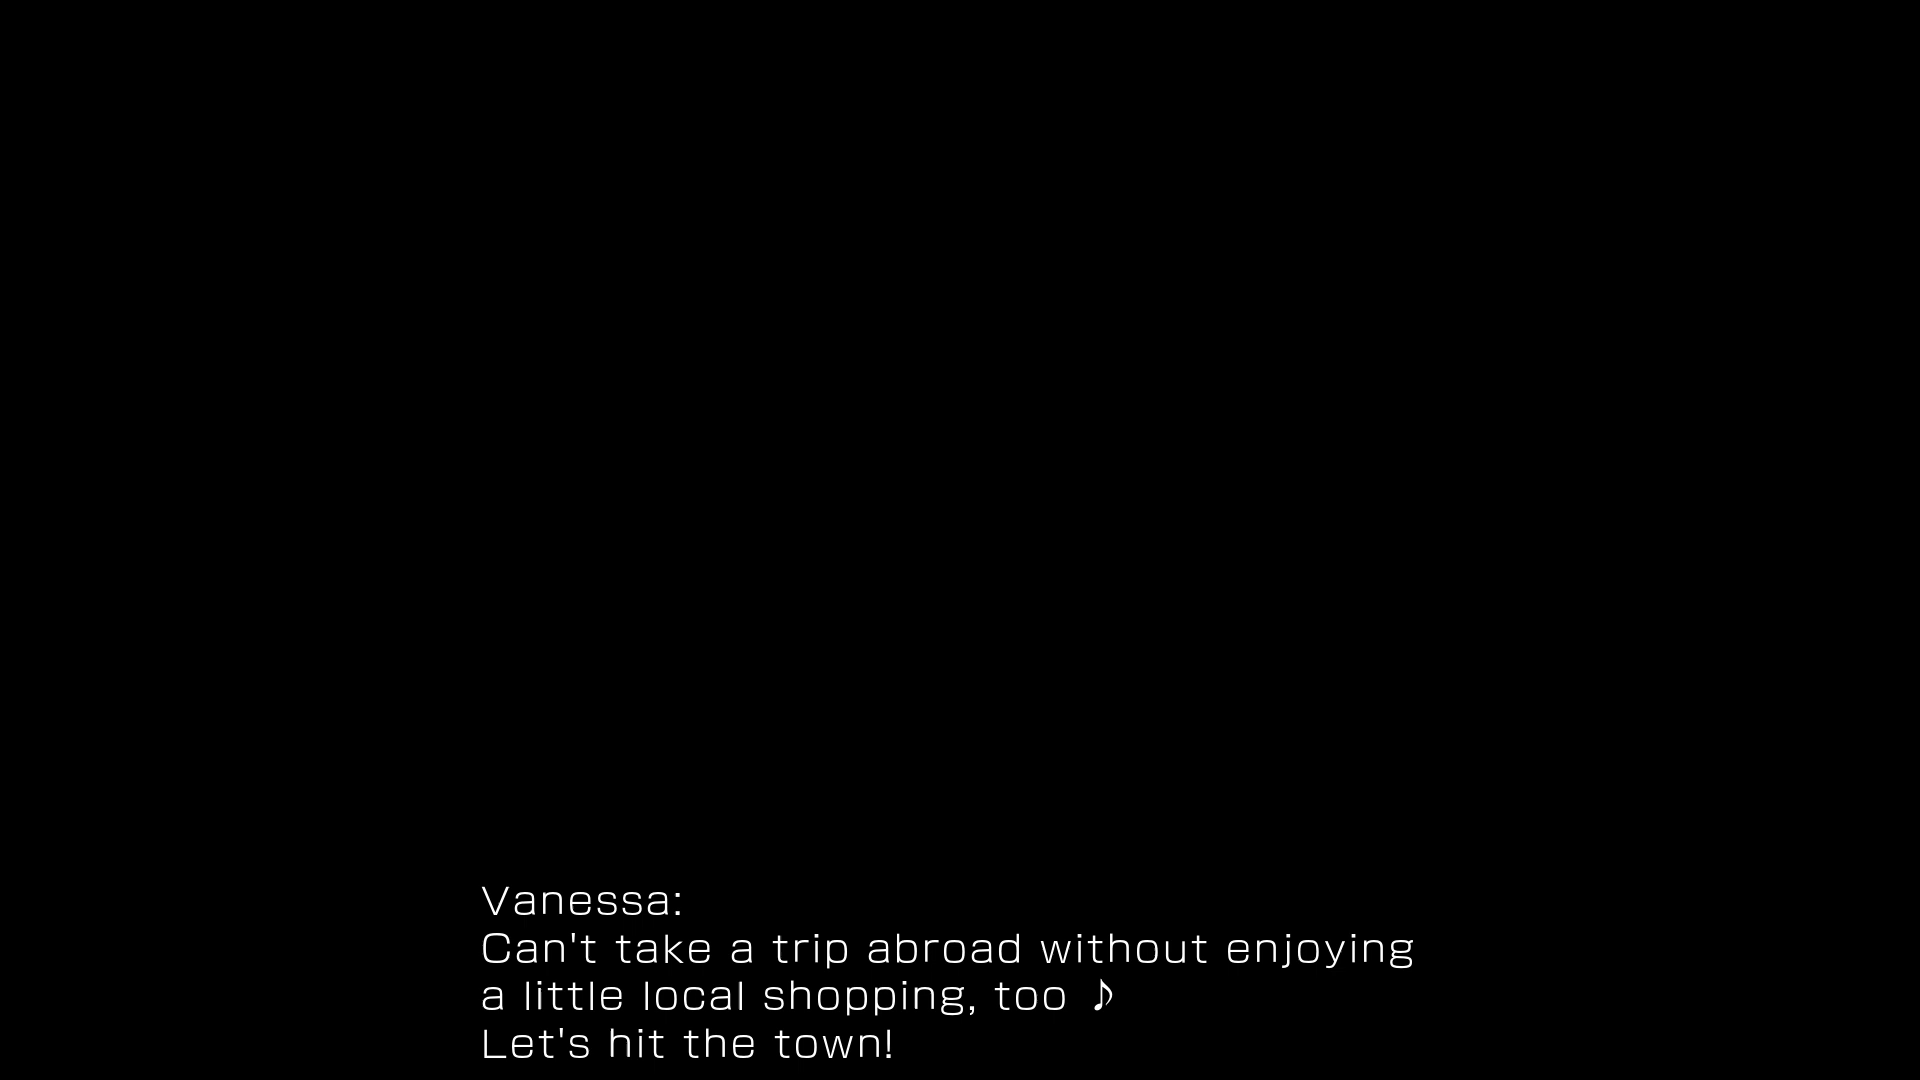 Vanessa:
Can't take a trip abroad without enjoying
a little local shopping, too ♪
Let's hit the town!